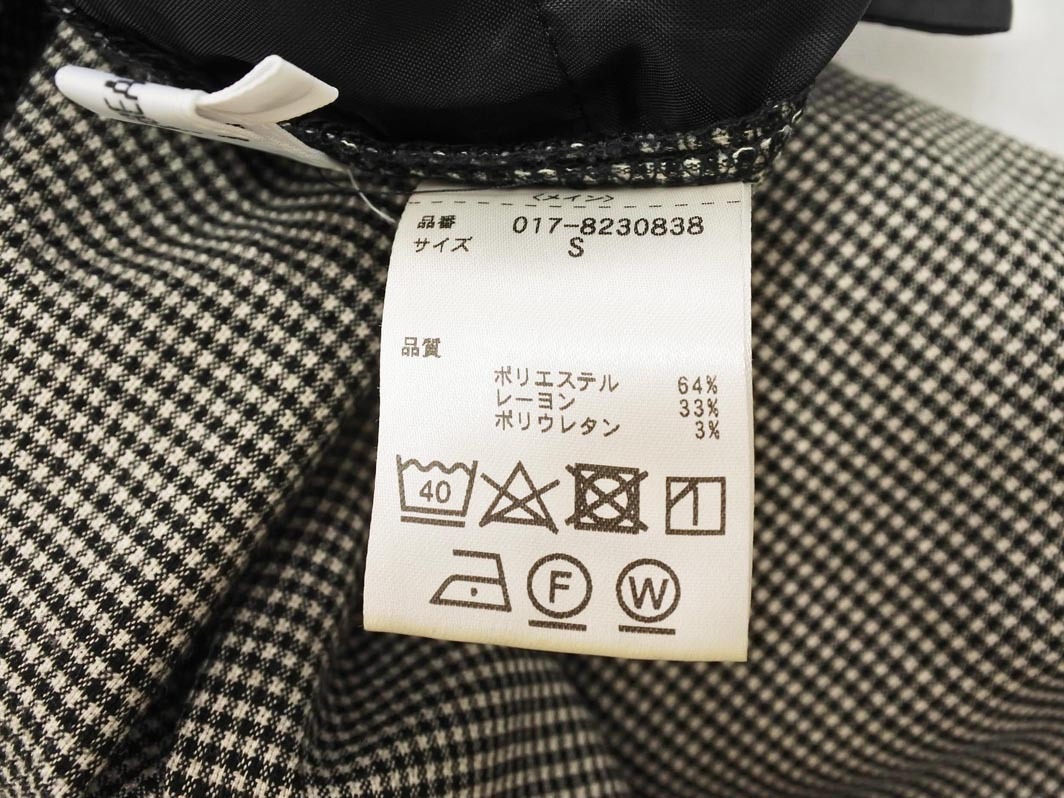 <メイン>
品番 017-8230838
サイズ S
品質
ポリエステル 64%
レーヨン 33%
ポリウレタン 3%
40
F W